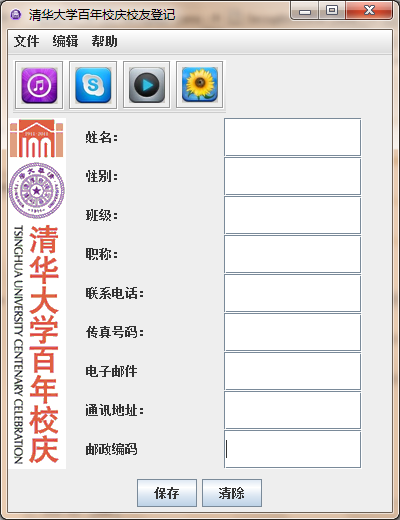 清华大学百年校庆校友登记
文件 编辑 帮助
1911-2011
清华大学百年校庆
TSINGHUA UNIVERSITY CENTENARY CELEBRATION
姓名：
性别：
班级：
职称：
联系电话：
传真号码：
电子邮件
通讯地址：
邮政编码
保存 清除